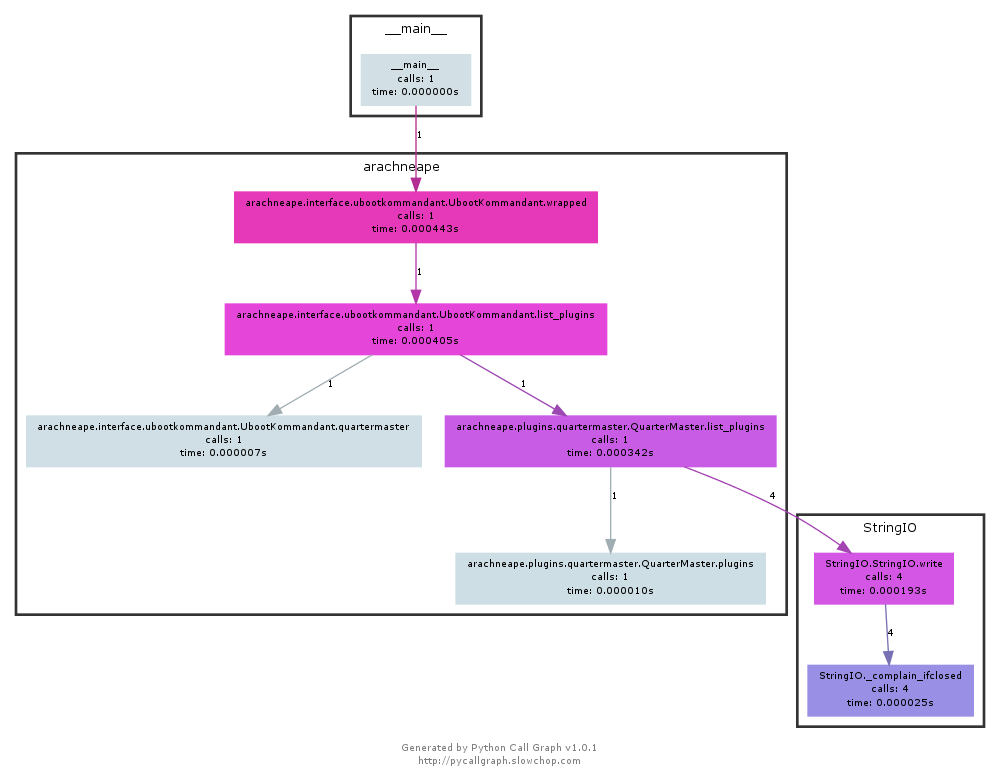 __main__
__main__
calls: 1
time: 0.000000s
1
arachneape
arachneape.interface.ubootkommandant.UbootKommandant.wrapped
calls: 1
time: 0.000443s
1
arachneape.interface.ubootkommandant.UbootKommandant.list_plugins
calls: 1
time: 0.000405s
1
1
arachneape.interface.ubootkommandant.UbootKommandant.quartermaster
calls: 1
time: 0.000007s
arachneape.plugins.quartermaster.QuarterMaster.list_plugins
calls: 1
time: 0.000342s
1
4
StringIO
arachneape.plugins.quartermaster.QuarterMaster.plugins
calls: 1
time: 0.000010s
StringIO.StringIO.write
calls: 4
time: 0.000193s
4
StringIO._complain_ifclosed
calls: 4
time: 0.000025s
Generated by Python Call Graph v1.0.1
http://pycallgraph.slowchop.com